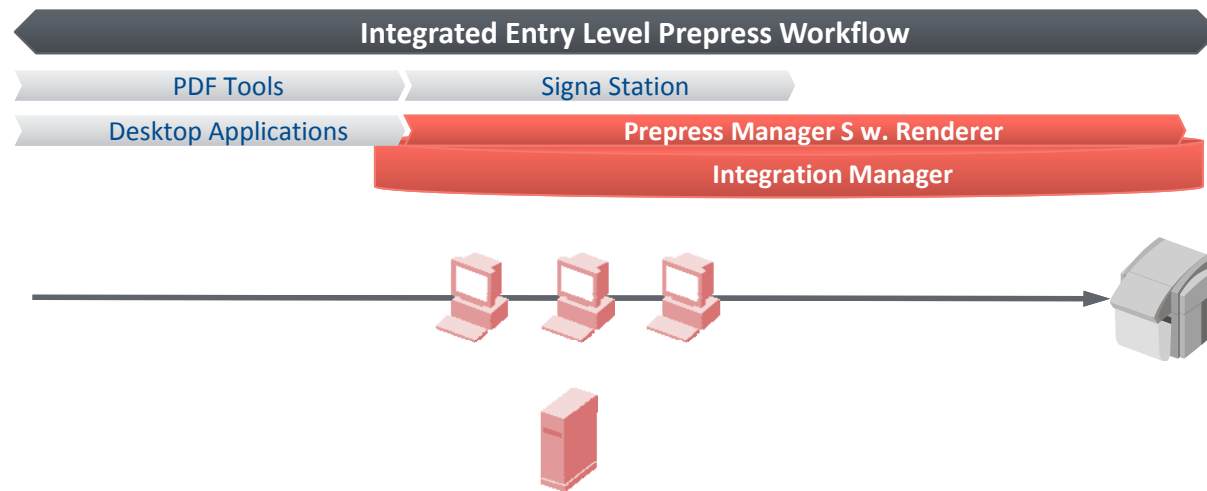 Integrated Entry Level Prepress Workflow
PDF Tools
Signa Station
Desktop Applications
Prepress Manager S w. Renderer
Integration Manager